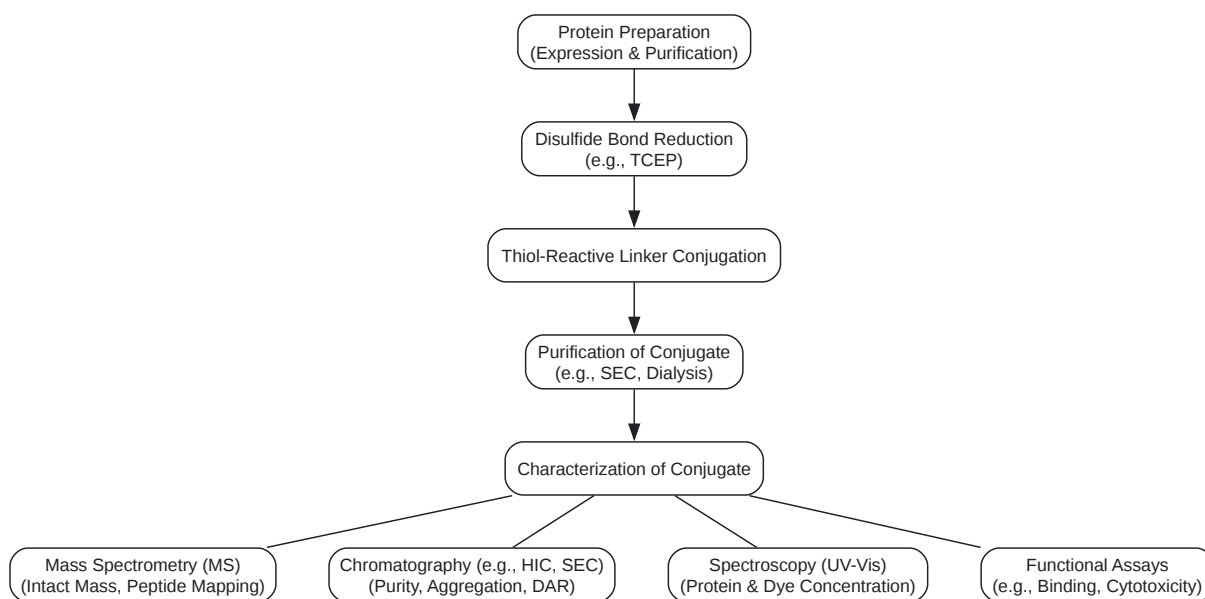 Protein Preparation
(Expression & Purification)
Disulfide Bond Reduction
(e.g., TCEP)
Thiol-Reactive Linker Conjugation
Purification of Conjugate
(e.g., SEC, Dialysis)
Characterization of Conjugate
Mass Spectrometry (MS)
(Intact Mass, Peptide Mapping)
Chromatography (e.g., HIC, SEC)
(Purity, Aggregation, DAR)
Spectroscopy (UV-Vis)
(Protein & Dye Concentration)
Functional Assays
(e.g., Binding, Cytotoxicity)